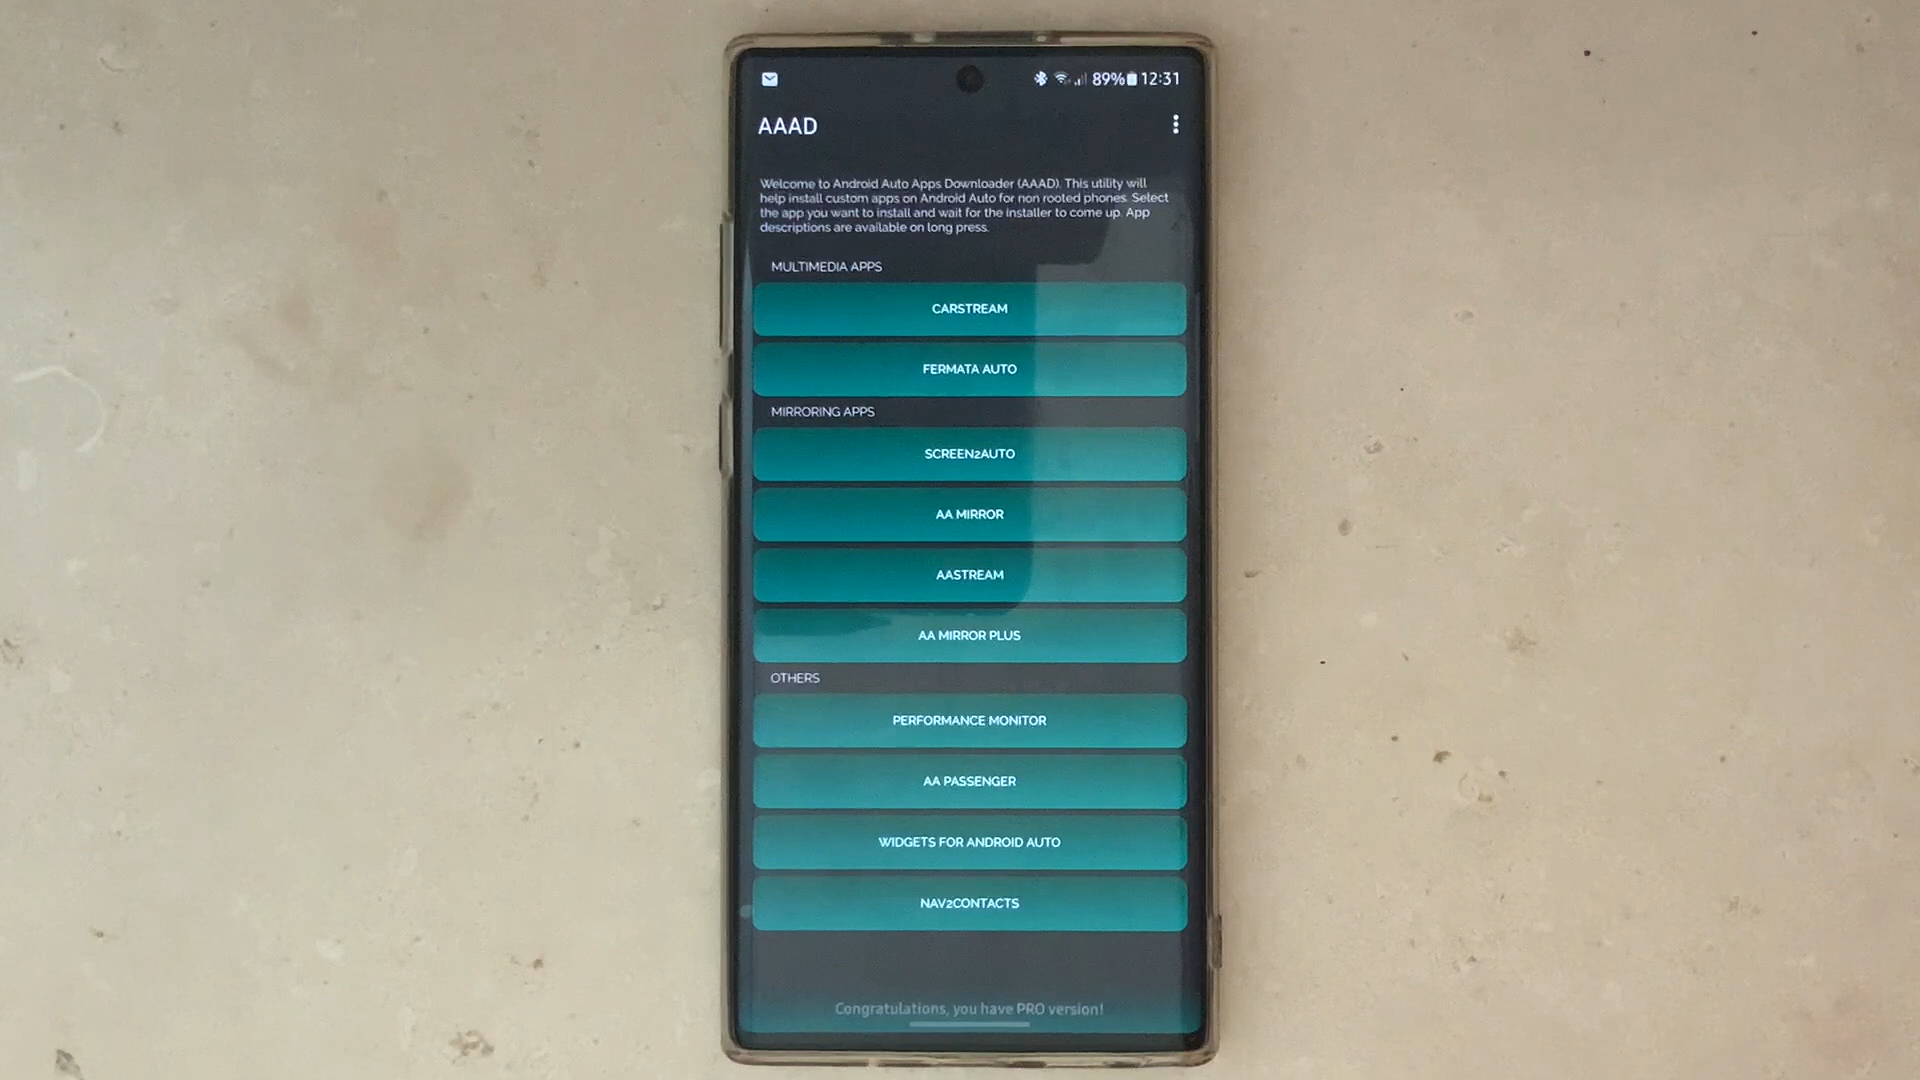 89% 12:31
AAAD
Welcome to Android Auto Apps Downloader (AAAD). This utility will
help install custom apps on Android Auto for non rooted phones. Select
the app you want to install and wait for the installer to come up. App
descriptions are available on long press.
MULTIMEDIA APPS
CARSTREAM
FERMATA AUTO
MIRRORING APPS
SCREEN2AUTO
AA MIRROR
AASTREAM
AA MIRROR PLUS
OTHERS
PERFORMANCE MONITOR
AA PASSENGER
WIDGETS FOR ANDROID AUTO
NAV2CONTACTS
Congratulations, you have PRO version!